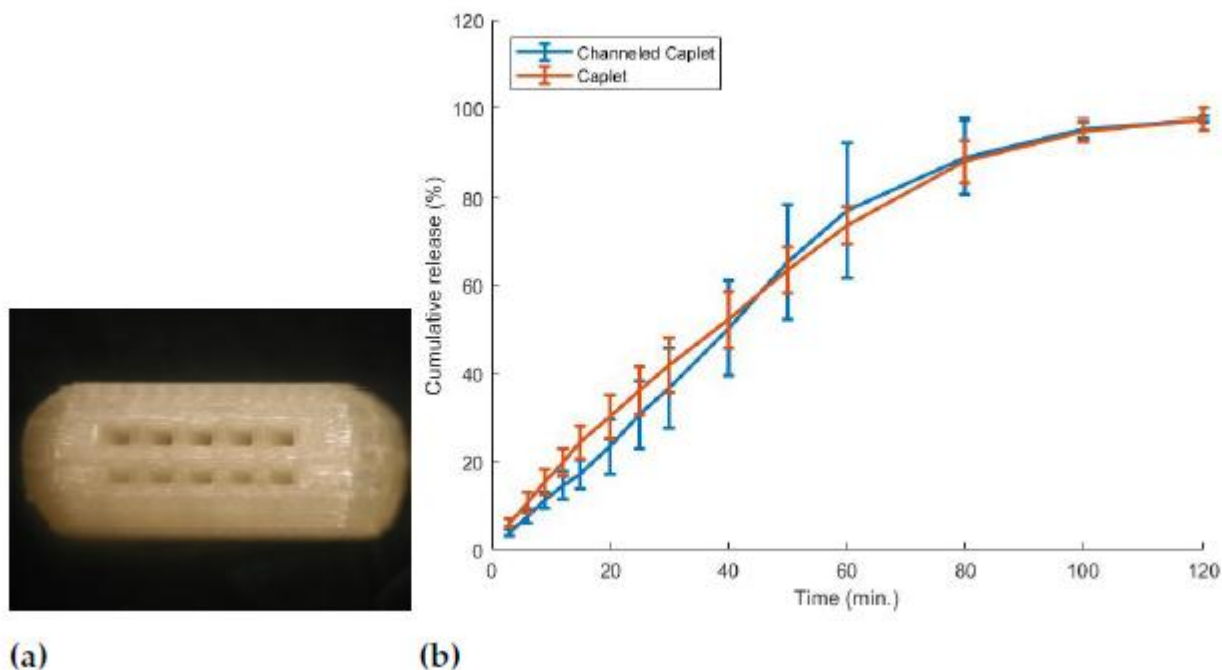 120
100
80
60
40
20
0
Cumulative release (%)
Channeled Caplet
Caplet
0 20 40 60 80 100 120
Time (min.)
(a) (b)